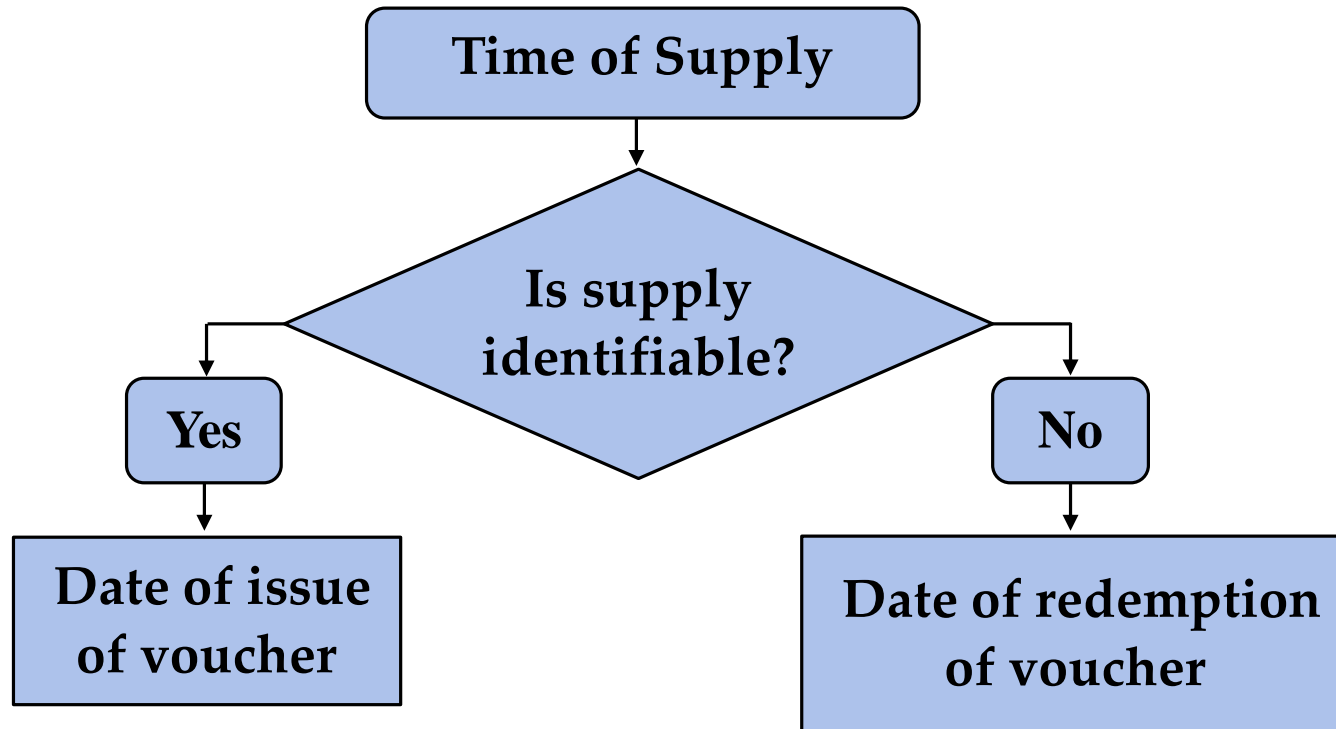 Time of Supply
Is supply
identifiable?
Yes
No
Date of issue
of voucher
Date of redemption
of voucher